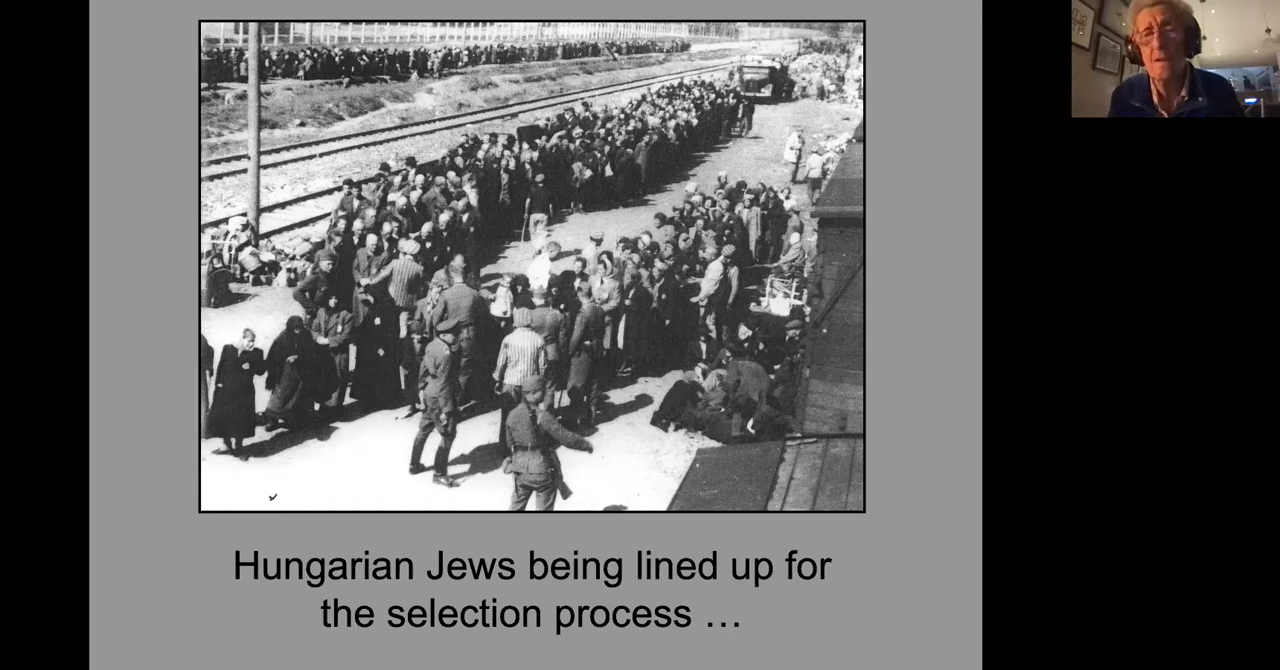 Hungarian Jews being lined up for
the selection process …